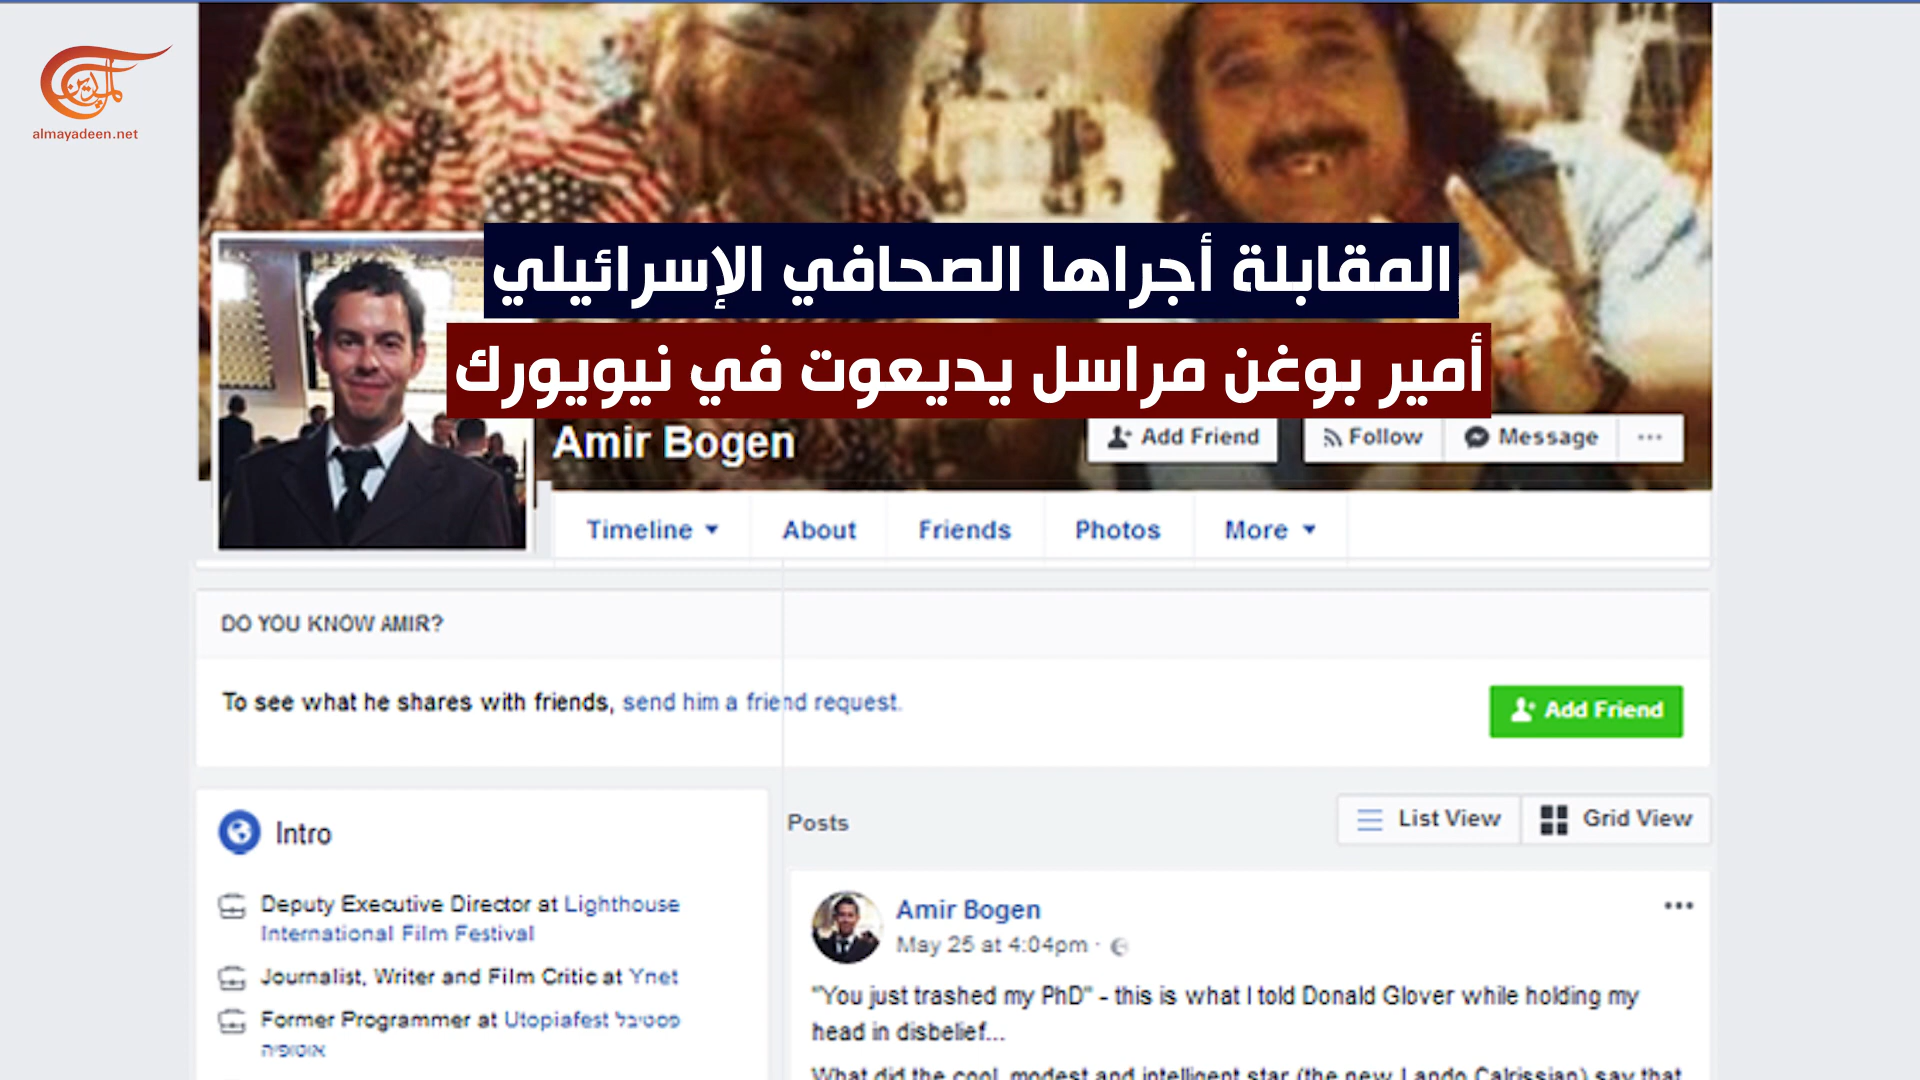 المدين
almayadeen.net
المقابلة أجراها الصحافي الإسرائيلي
أمير بوغن مراسل يديعوت في نيويورك
Amir Bogen
Add Friend
Follow
Message
Timeline
About
Friends
Photos
More
DO YOU KNOW AMIR?
To see what he shares with friends, send him a friend request.
Add Friend
Intro
Deputy Executive Director at Lighthouse
International Film Festival
Journalist, Writer and Film Critic at Ynet
Former Programmer at Utopiafest פסטיבל
אוטופיה
Posts
List View
Grid View
Amir Bogen
May 25 at 4:04pm ·
"You just trashed my PhD" - this is what I told Donald Glover while holding my
head in disbelief...
What did the cool, modest and intelligent star (the new Lando Calrissian) say that